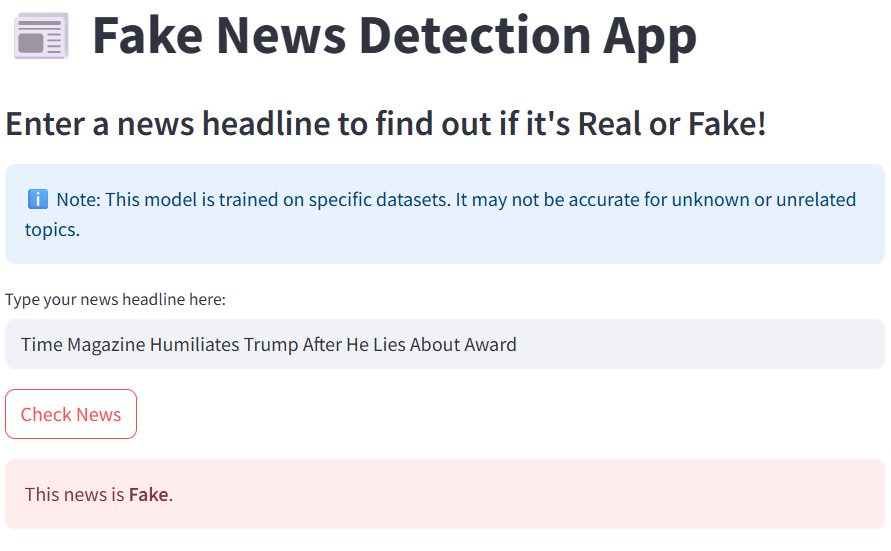 Fake News Detection App
Enter a news headline to find out if it's Real or Fake!
Note: This model is trained on specific datasets. It may not be accurate for unknown or unrelated
topics.
Type your news headline here:
Time Magazine Humiliates Trump After He Lies About Award
Check News
This news is Fake.